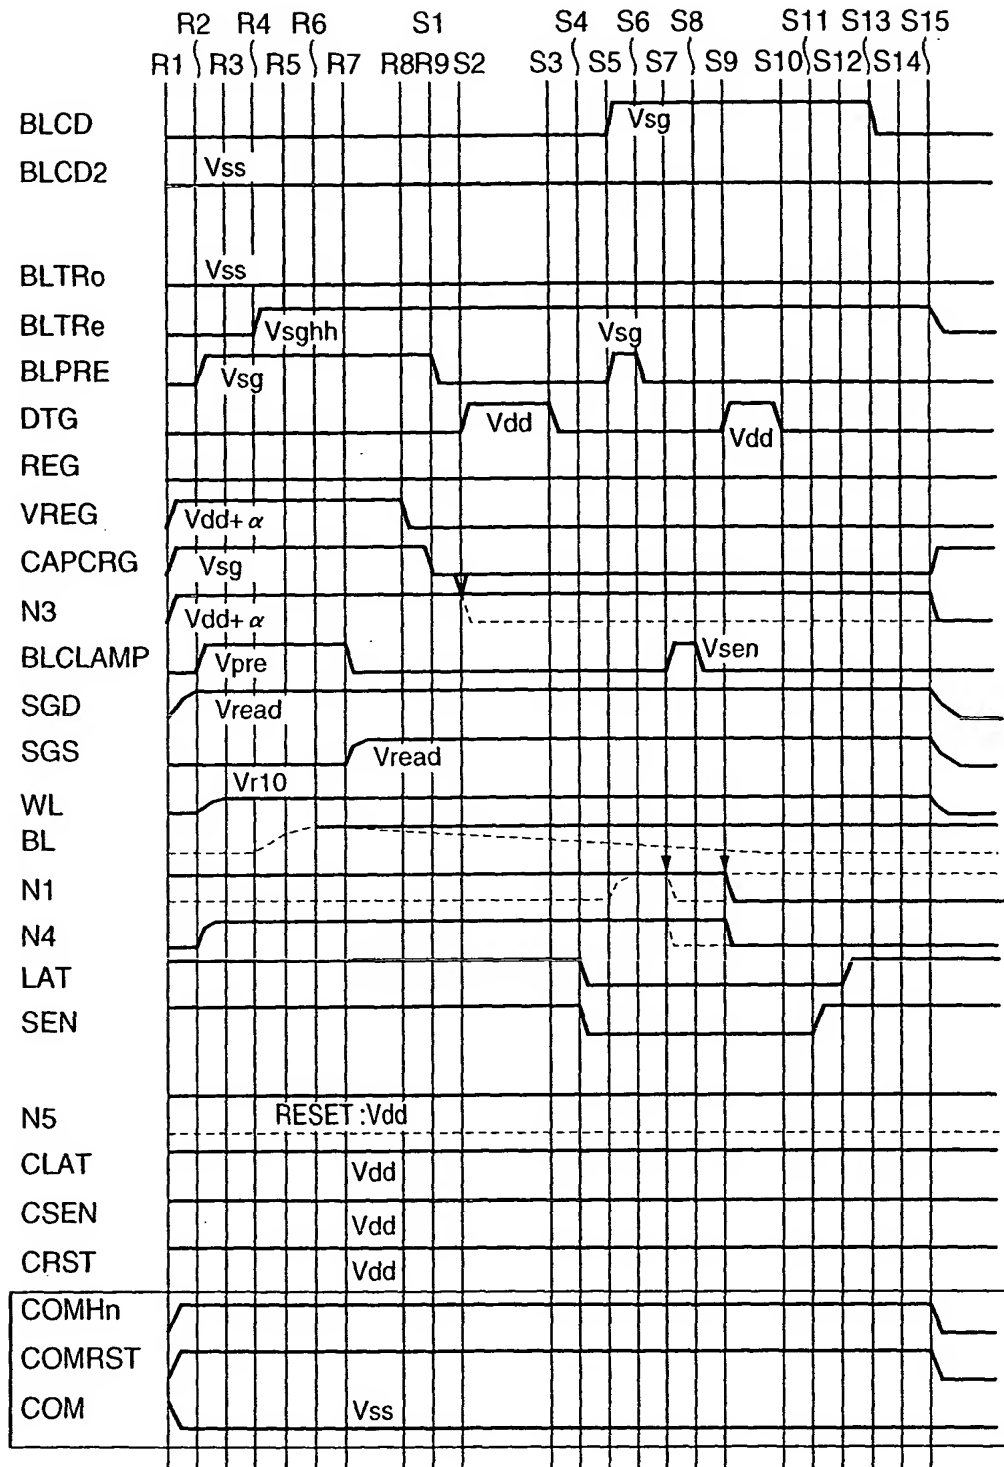 R2 R4 R6 S1 S4 S6 S8 S11 S13 S15
R1 R3 R5 R7 R8 R9 S2 S3 S5 S7 S9 S10 S12 S14
BLCD Vsg
BLCD2 Vss
BLTRo Vss
BLTRe Vsghh Vsg
BLPRE Vsg
DTG Vdd Vdd
REG
VREG Vdd+α
CAPCRG Vsg
N3 Vdd+α
BLCLAMP Vpre Vsen
SGD Vread
SGS Vread
WL Vr10
BL
N1
N4
LAT
SEN
N5 RESET:Vdd
CLAT Vdd
CSEN Vdd
CRST Vdd
COMHn
COMRST
COM Vss